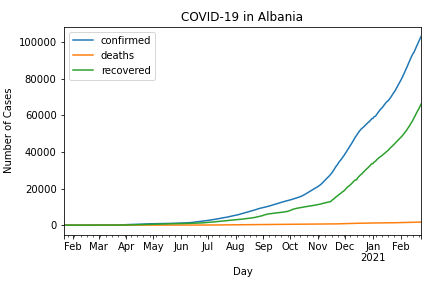 COVID-19 in Albania
confirmed
deaths
recovered
100000
80000
60000
40000
20000
0
Number of Cases
Feb Mar Apr May Jun Jul Aug Sep Oct Nov Dec Jan Feb
2021
Day